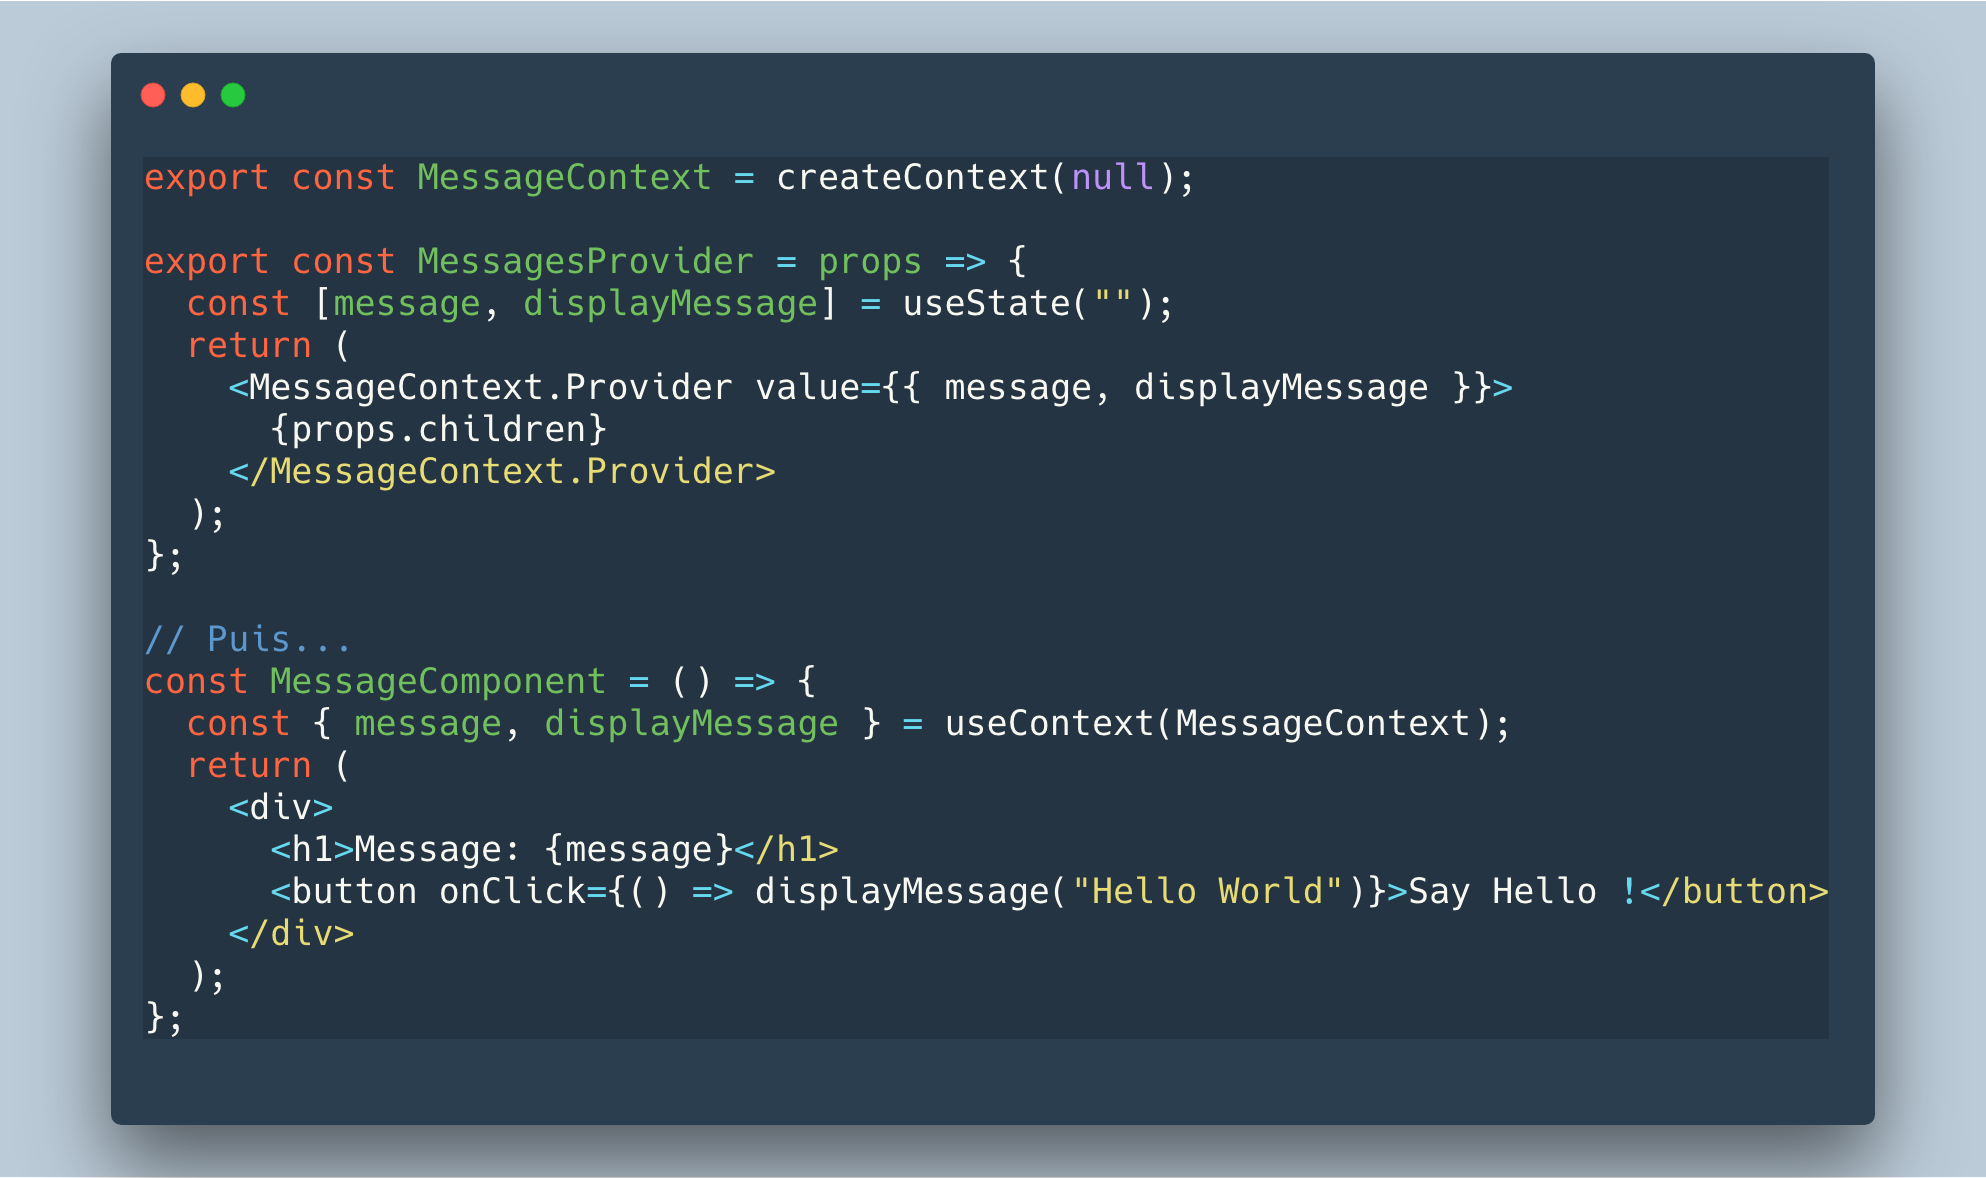 export const MessageContext = createContext(null);

export const MessagesProvider = props => {
  const [message, displayMessage] = useState("");
  return (
    <MessageContext.Provider value={{ message, displayMessage }}>
      {props.children}
    </MessageContext.Provider>
  );
};

// Puis...
const MessageComponent = () => {
  const { message, displayMessage } = useContext(MessageContext);
  return (
    <div>
      <h1>Message: {message}</h1>
      <button onClick={() => displayMessage("Hello World")}>Say Hello !</button>
    </div>
  );
};